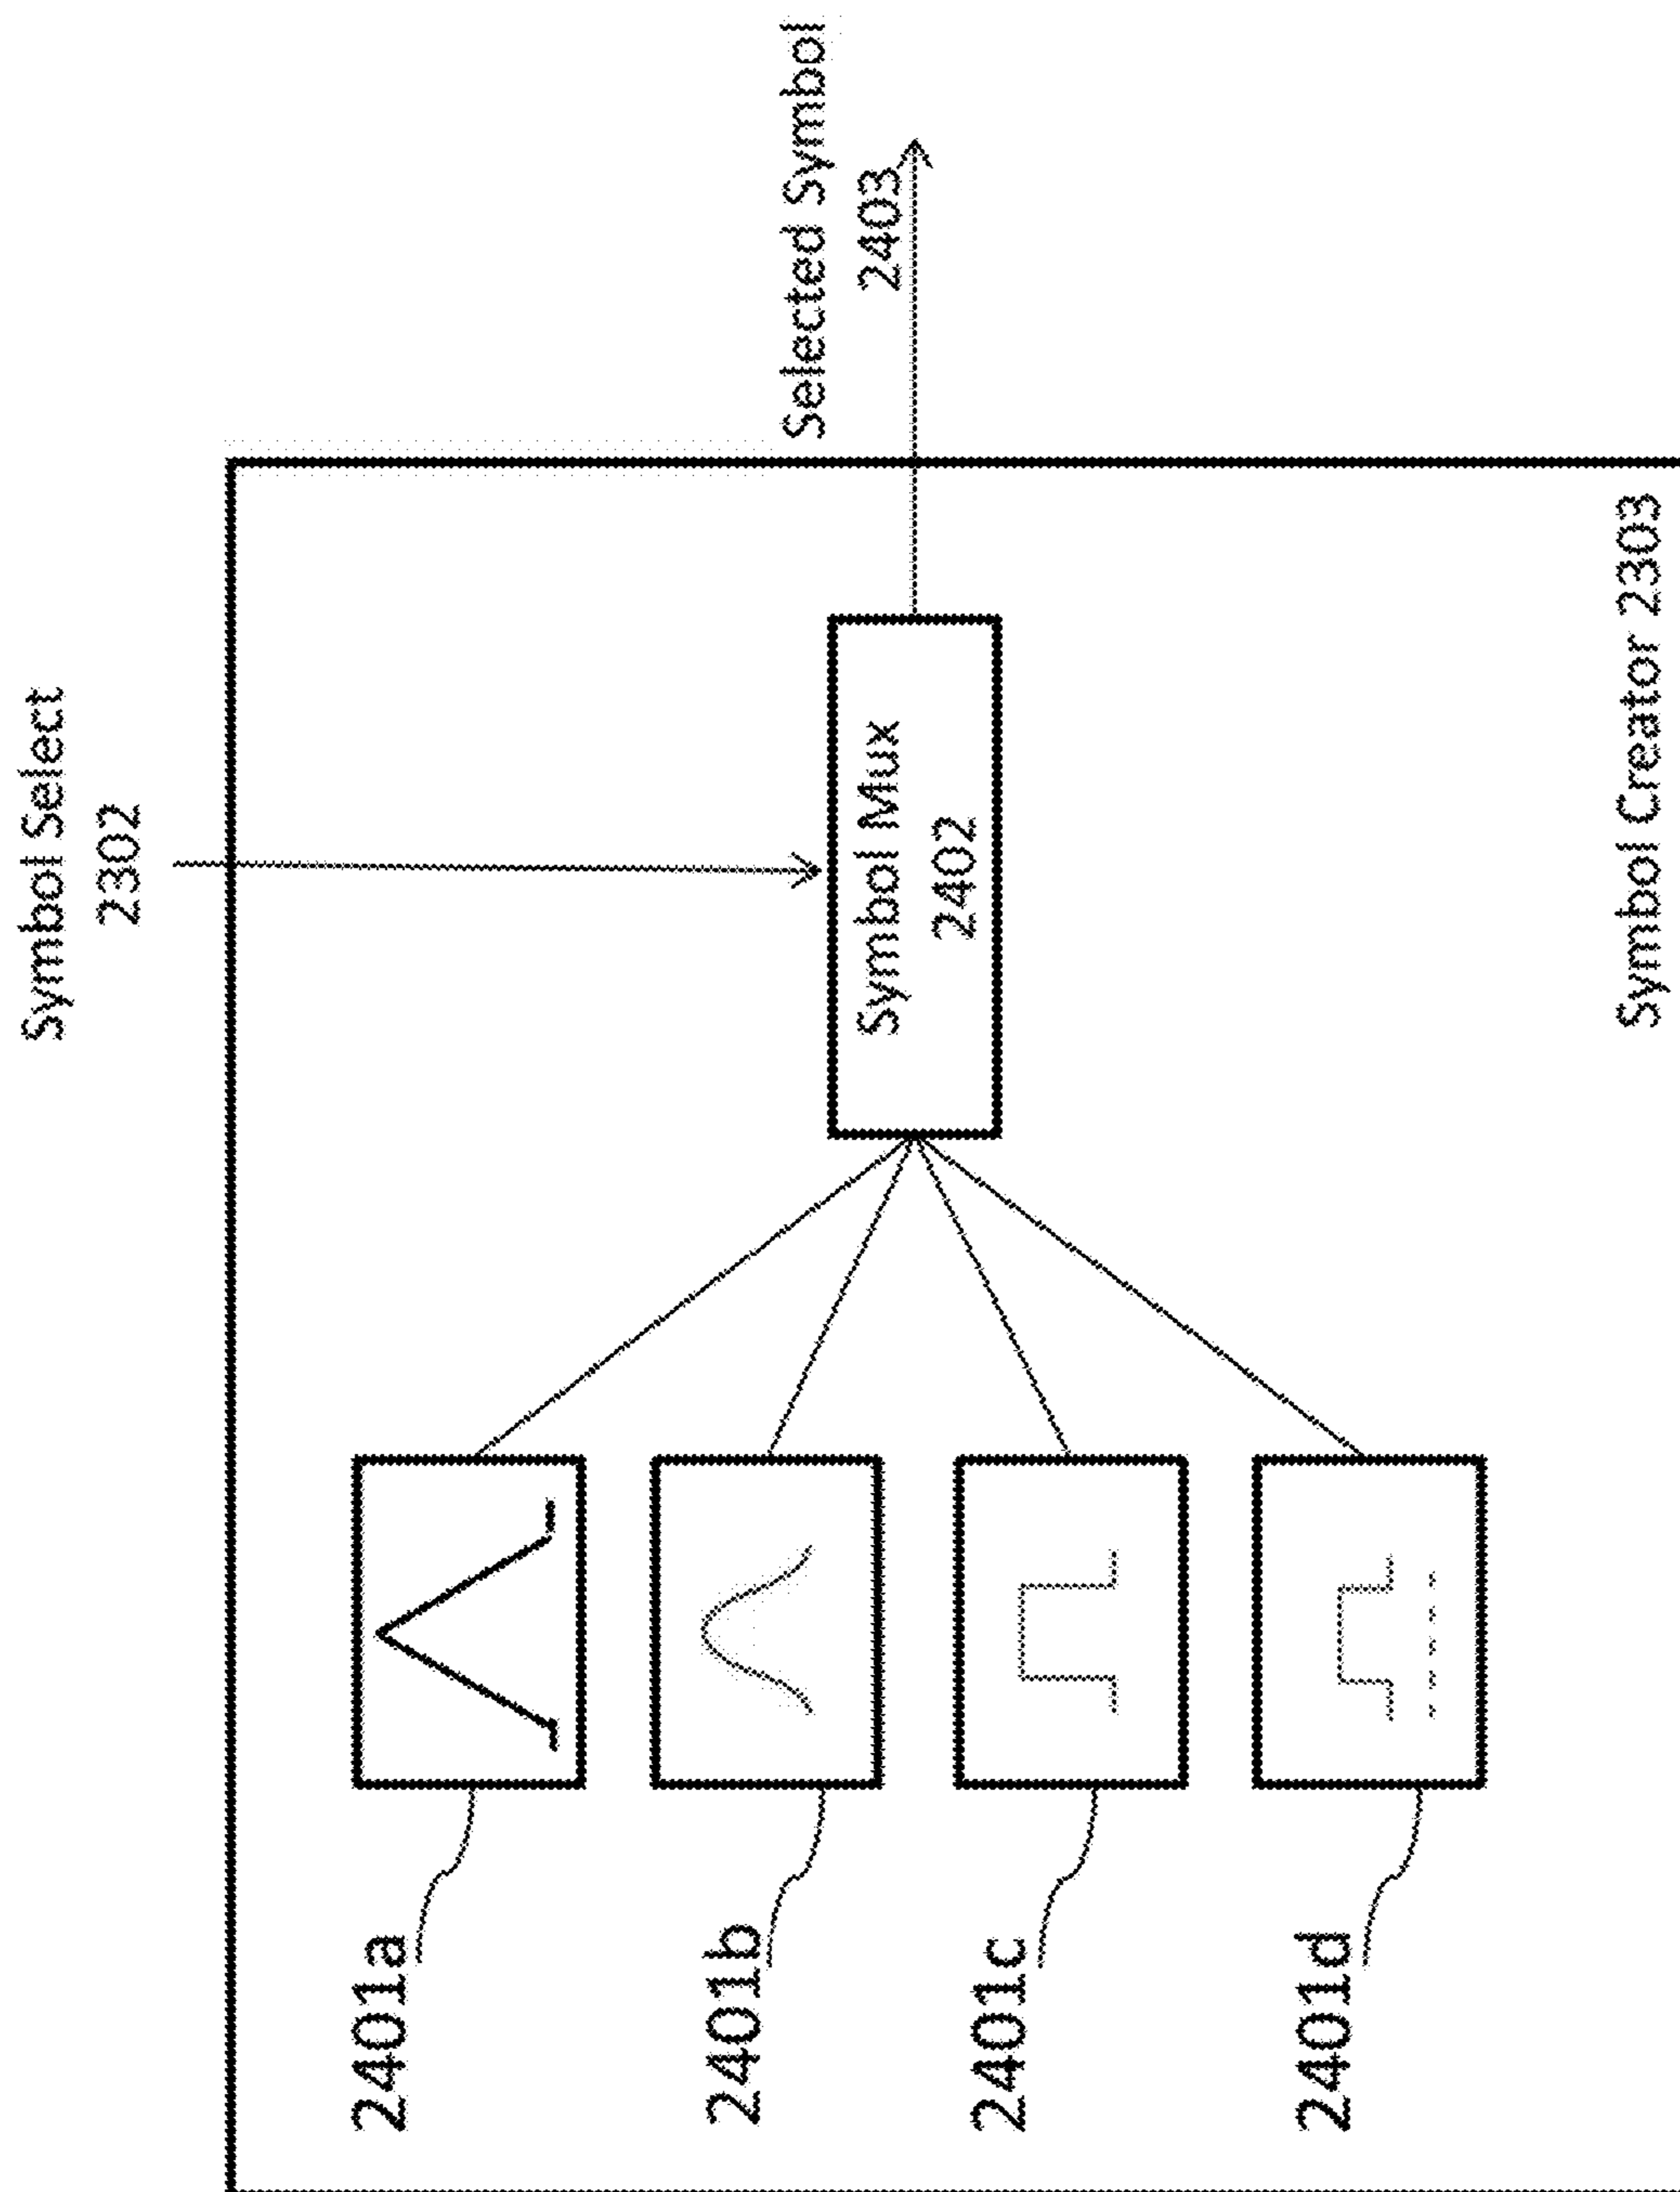 Symbol Select
2302
Selected Symbol
2403
Symbol Mux
2402
2401a
2401b
2401c
2401d
Symbol Creator 2303